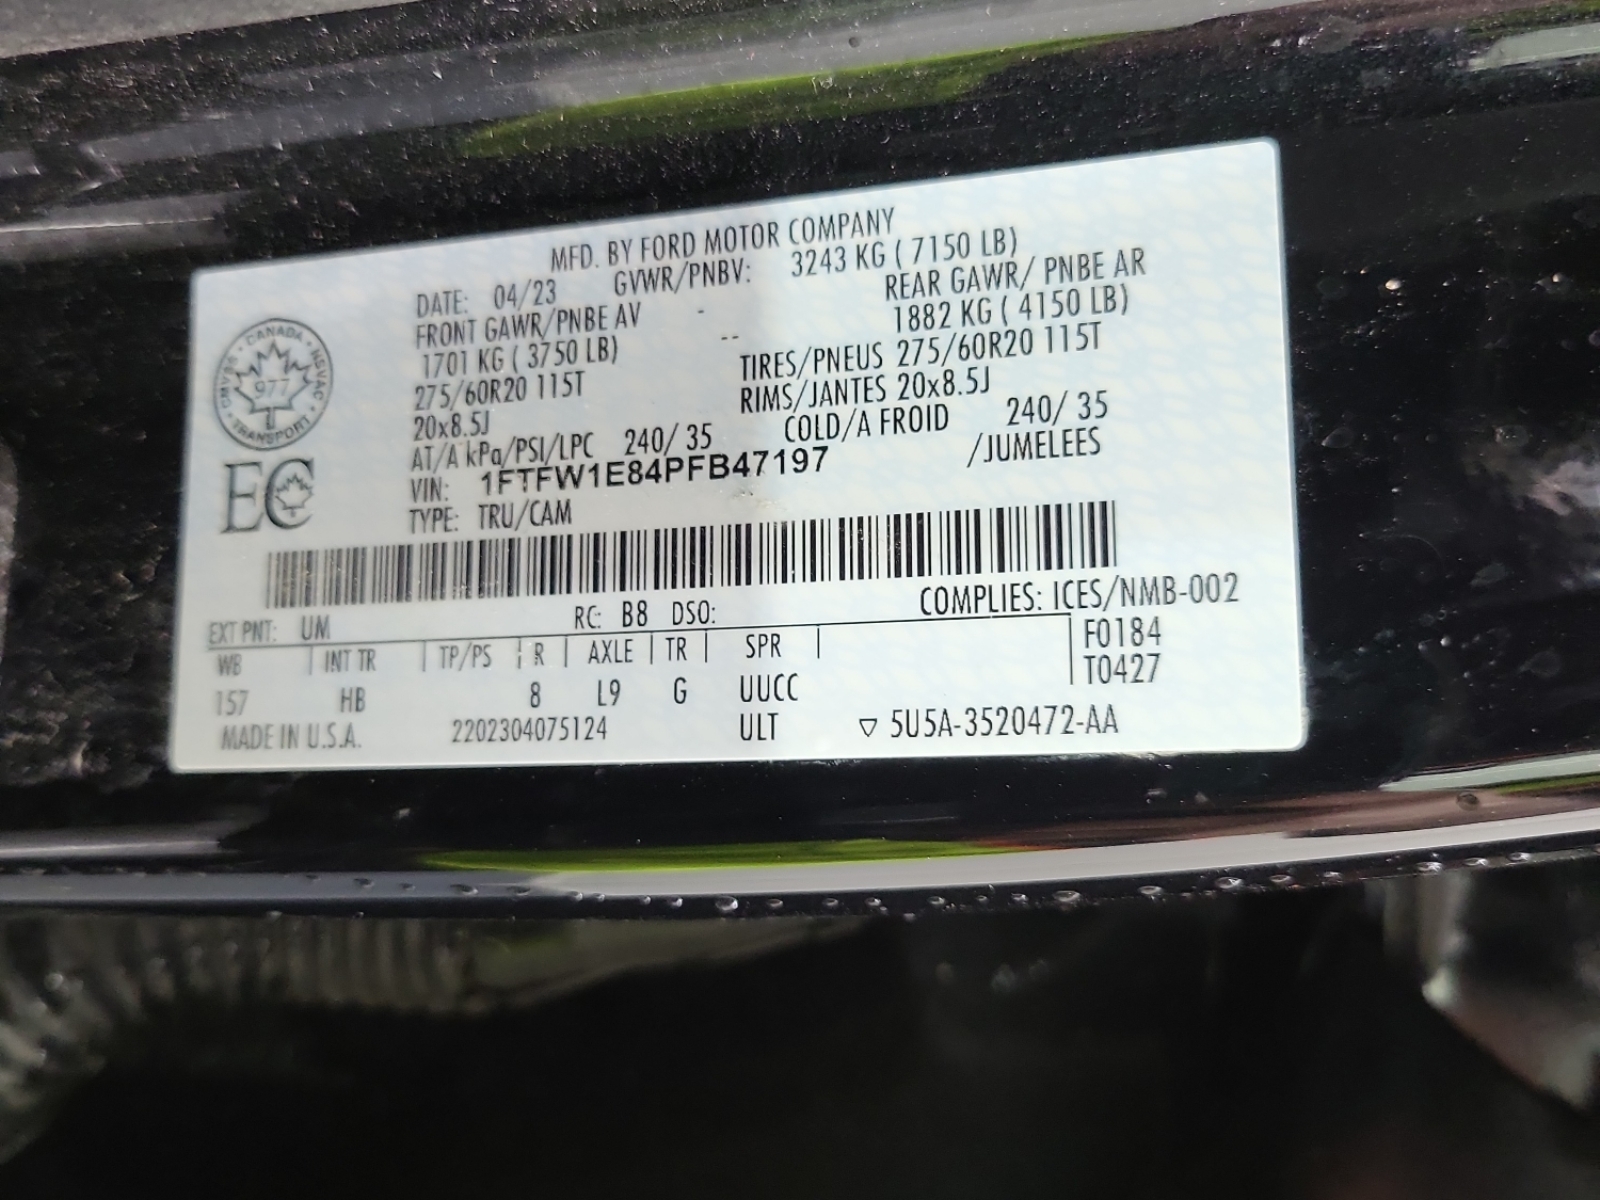 MFD. BY FORD MOTOR COMPANY
DATE: 04/23 GVWR/PNBV: 3243 KG ( 7150 LB)
FRONT GAWR/PNBE AV - REAR GAWR/ PNBE AR
1701 KG ( 3750 LB) -- 1882 KG ( 4150 LB)
275/60R20 115T TIRES/PNEUS 275/60R20 115T
20x8.5J RIMS/JANTES 20x8.5J
AT/A kPa/PSI/LPC 240/ 35 COLD/A FROID 240/ 35
VIN: 1FTFW1E84PFB47197 /JUMELEES
TYPE: TRU/CAM
CANADA
NSVAC
TRANSPORT
CMVSS
977
EC
COMPLIES: ICES/NMB-002
EXT PNT: UM RC: B8 DSO:
WB INT TR TP/PS R AXLE TR SPR F0184
157 HB 8 L9 G UUCC T0427
MADE IN U.S.A. 2202304075124 ULT ▽ 5U5A-3520472-AA